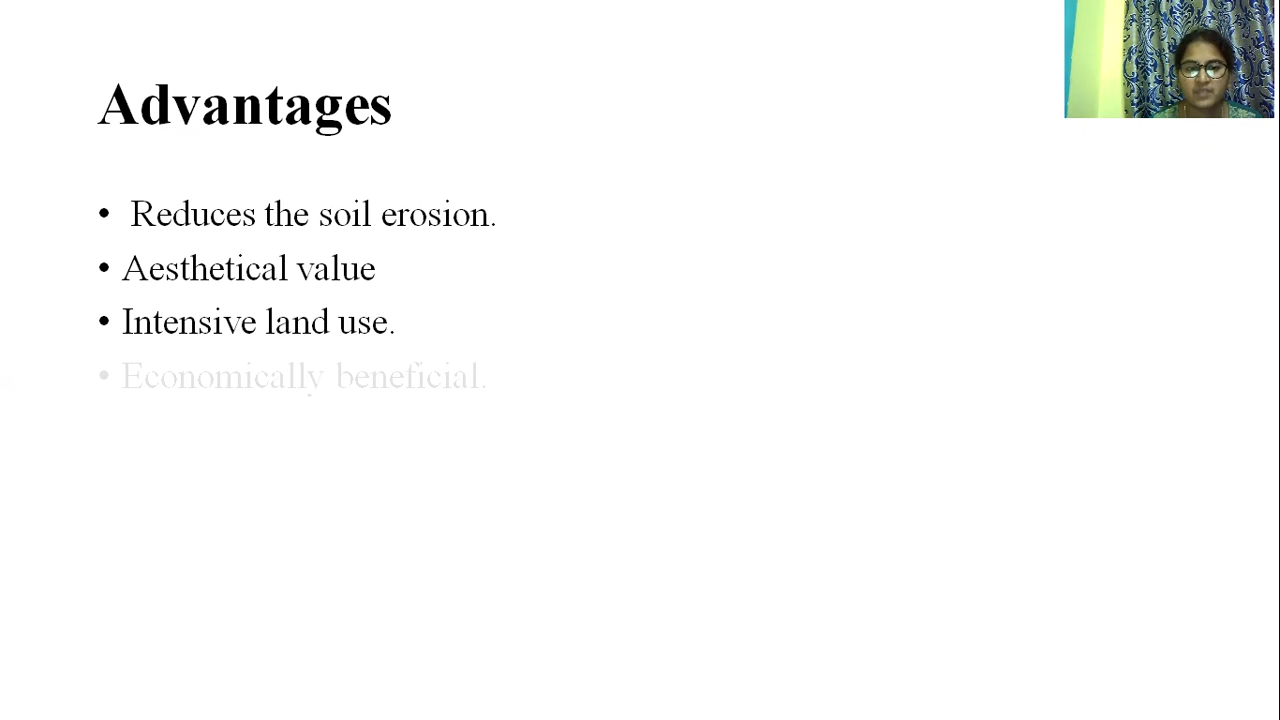 Advantages
• Reduces the soil erosion.
• Aesthetical value
• Intensive land use.
• Economically beneficial.